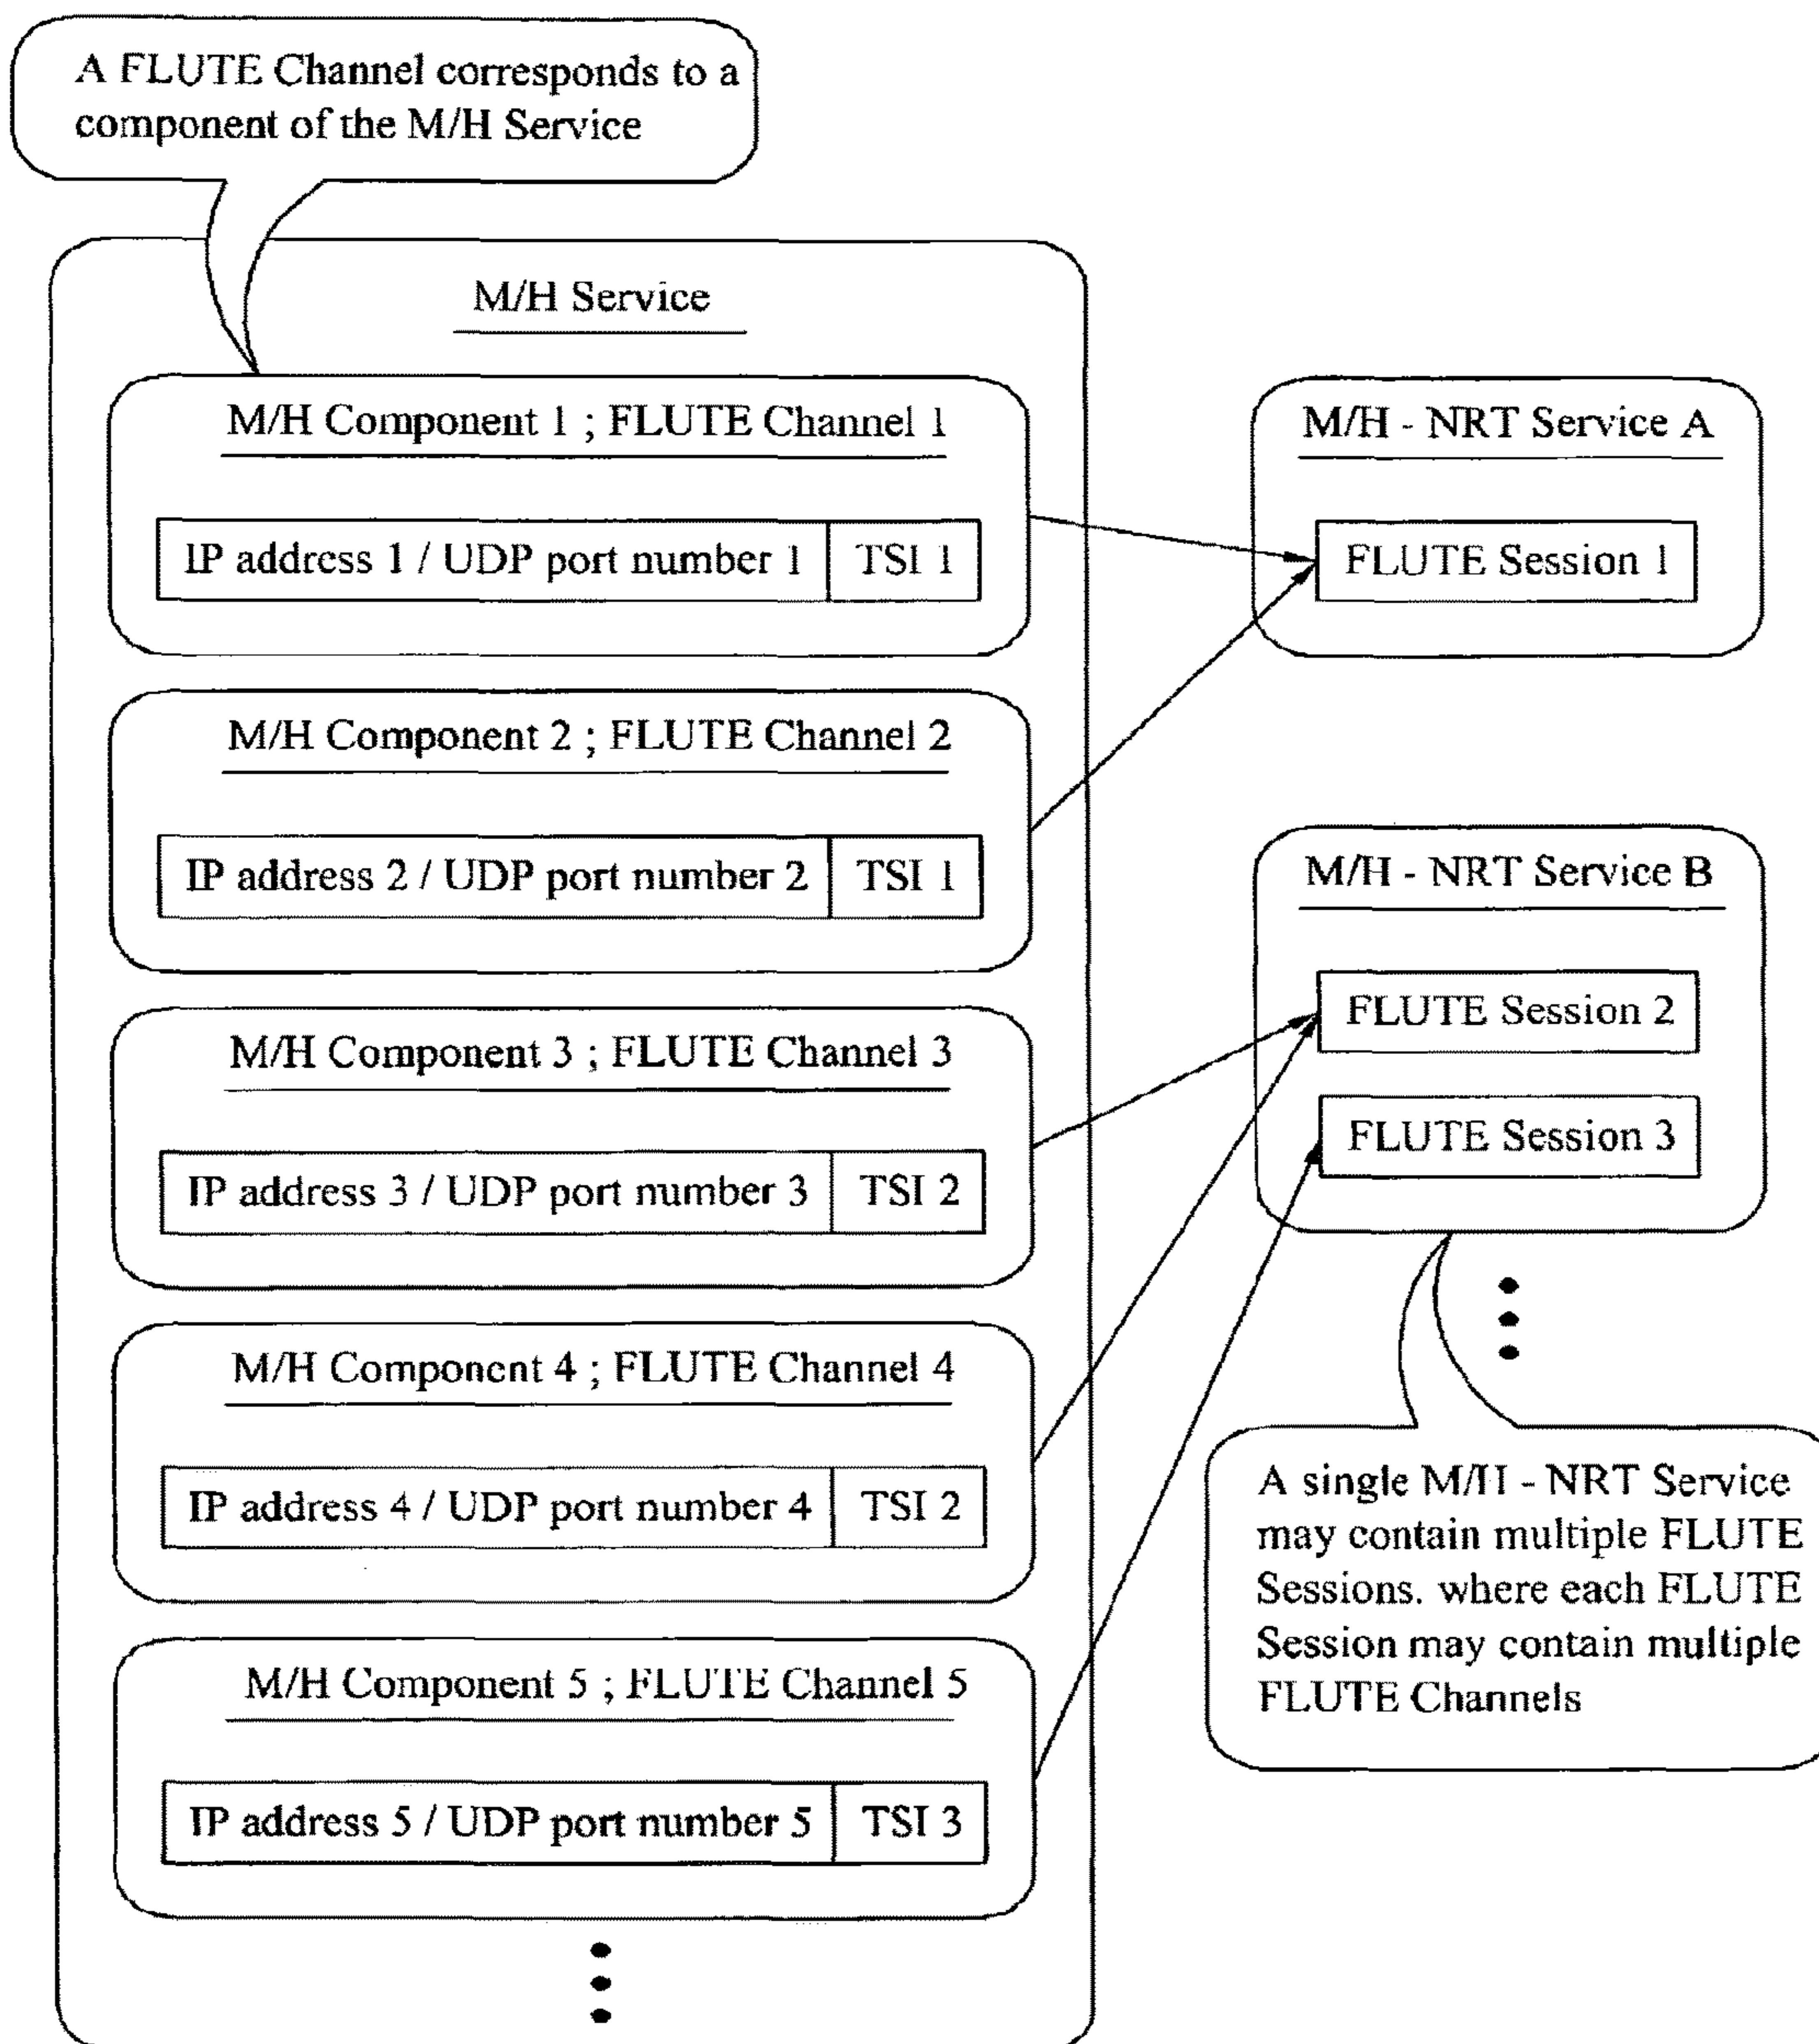 A FLUTE Channel corresponds to a
component of the M/H Service
M/H Service
M/H Component 1 ; FLUTE Channel 1
IP address 1 / UDP port number 1
TSI 1
M/H Component 2 ; FLUTE Channel 2
IP address 2 / UDP port number 2
TSI 1
M/H Component 3 ; FLUTE Channel 3
IP address 3 / UDP port number 3
TSI 2
M/H Component 4 ; FLUTE Channel 4
IP address 4 / UDP port number 4
TSI 2
M/H Component 5 ; FLUTE Channel 5
IP address 5 / UDP port number 5
TSI 3
M/H - NRT Service A
FLUTE Session 1
M/H - NRT Service B
FLUTE Session 2
FLUTE Session 3
A single M/H - NRT Service
may contain multiple FLUTE
Sessions. where each FLUTE
Session may contain multiple
FLUTE Channels